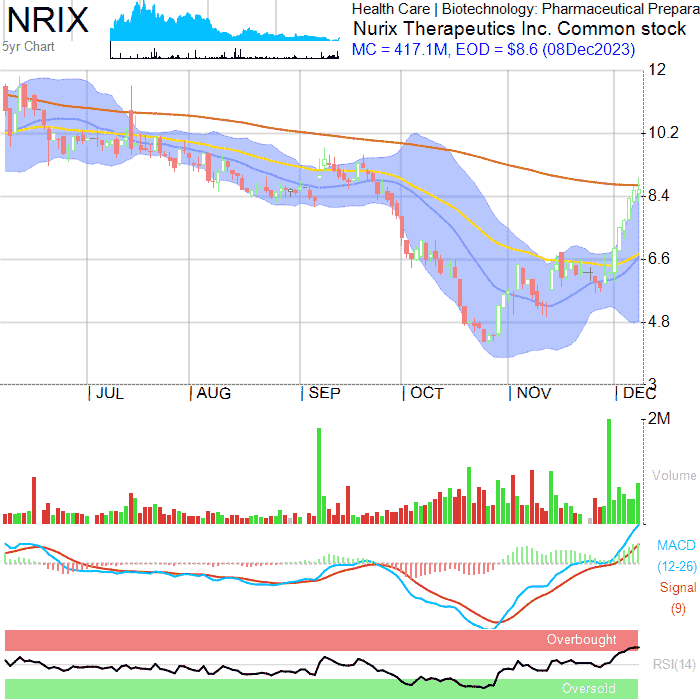 NRIX
5yr Chart
Health Care | Biotechnology: Pharmaceutical Prepara
Nurix Therapeutics Inc. Common stock
MC = 417.1M, EOD = $8.6 (08Dec2023)
12
10.2
8.4
6.6
4.8
3
JUL AUG SEP OCT NOV DEC
2M
Volume
MACD
(12-26)
Signal
(9)
Overbought
RSI(14)
Oversold